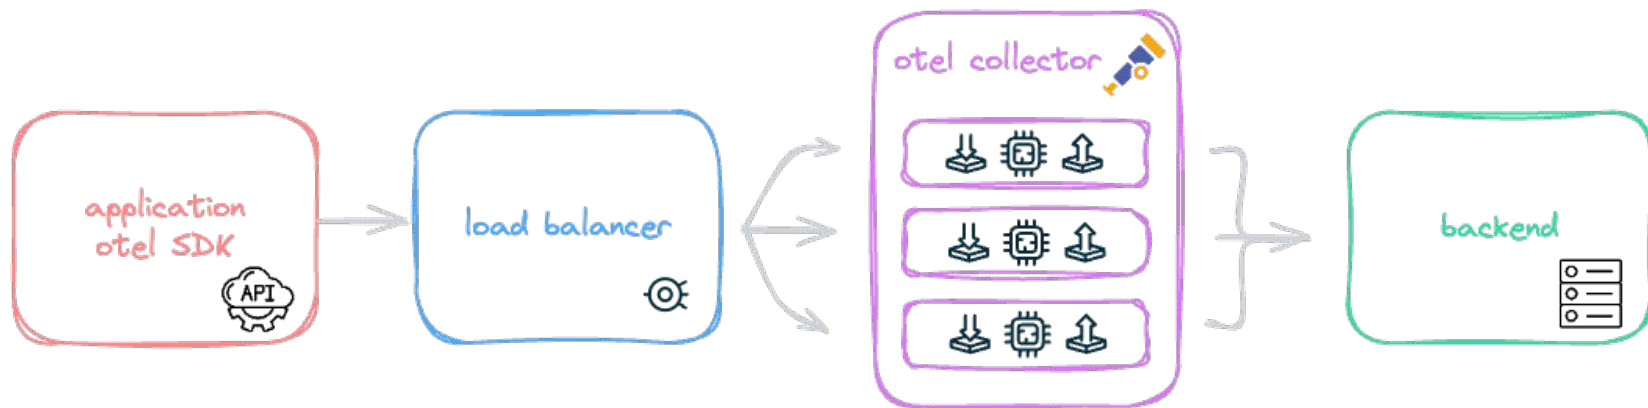 otel collector
application
otel SDK
API
load balancer
backend